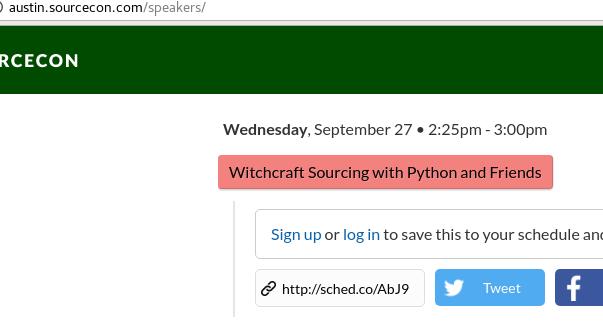 austin.sourcecon.com/speakers/
RCECON
Wednesday, September 27 • 2:25pm - 3:00pm
Witchcraft Sourcing with Python and Friends
Sign up or log in to save this to your schedule and
http://sched.co/AbJ9 Tweet